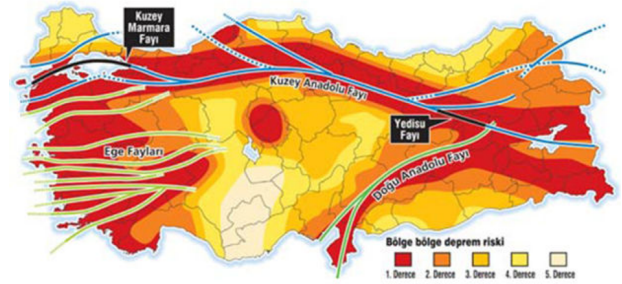 Kuzey
Marmara
Fayı
Kuzey Anadolu Fayı
Yedisu
Fayı
Ege Fayları
Doğu Anadolu Fayı
Bölge bölge deprem riski
1. Derece 2. Derece 3. Derece 4. Derece 5. Derece